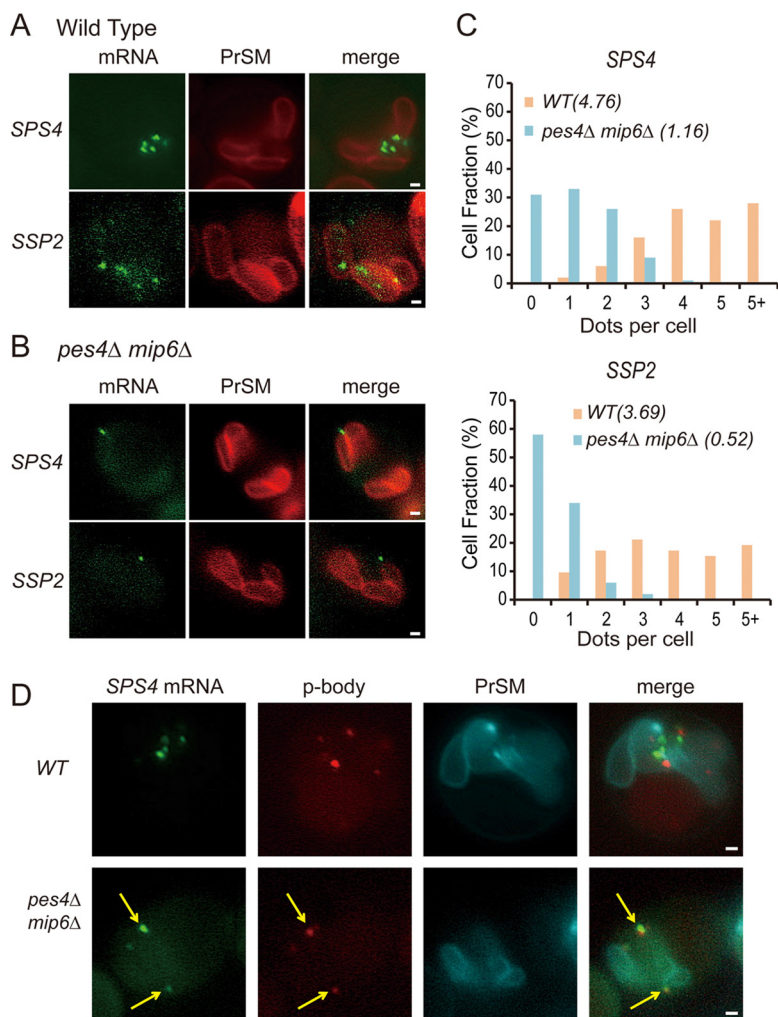 A Wild Type
mRNA PrSM merge
SPS4
SSP2
B pes4Δ mip6Δ
mRNA PrSM merge
SPS4
SSP2
C
SPS4
70
60
50
40
30
20
10
0
Cell Fraction (%)
WT(4.76)
pes4Δ mip6Δ (1.16)
0 1 2 3 4 5 5+
Dots per cell
SSP2
70
60
50
40
30
20
10
0
Cell Fraction (%)
WT(3.69)
pes4Δ mip6Δ (0.52)
0 1 2 3 4 5 5+
Dots per cell
D SPS4 mRNA p-body PrSM merge
WT
pes4Δ
mip6Δ